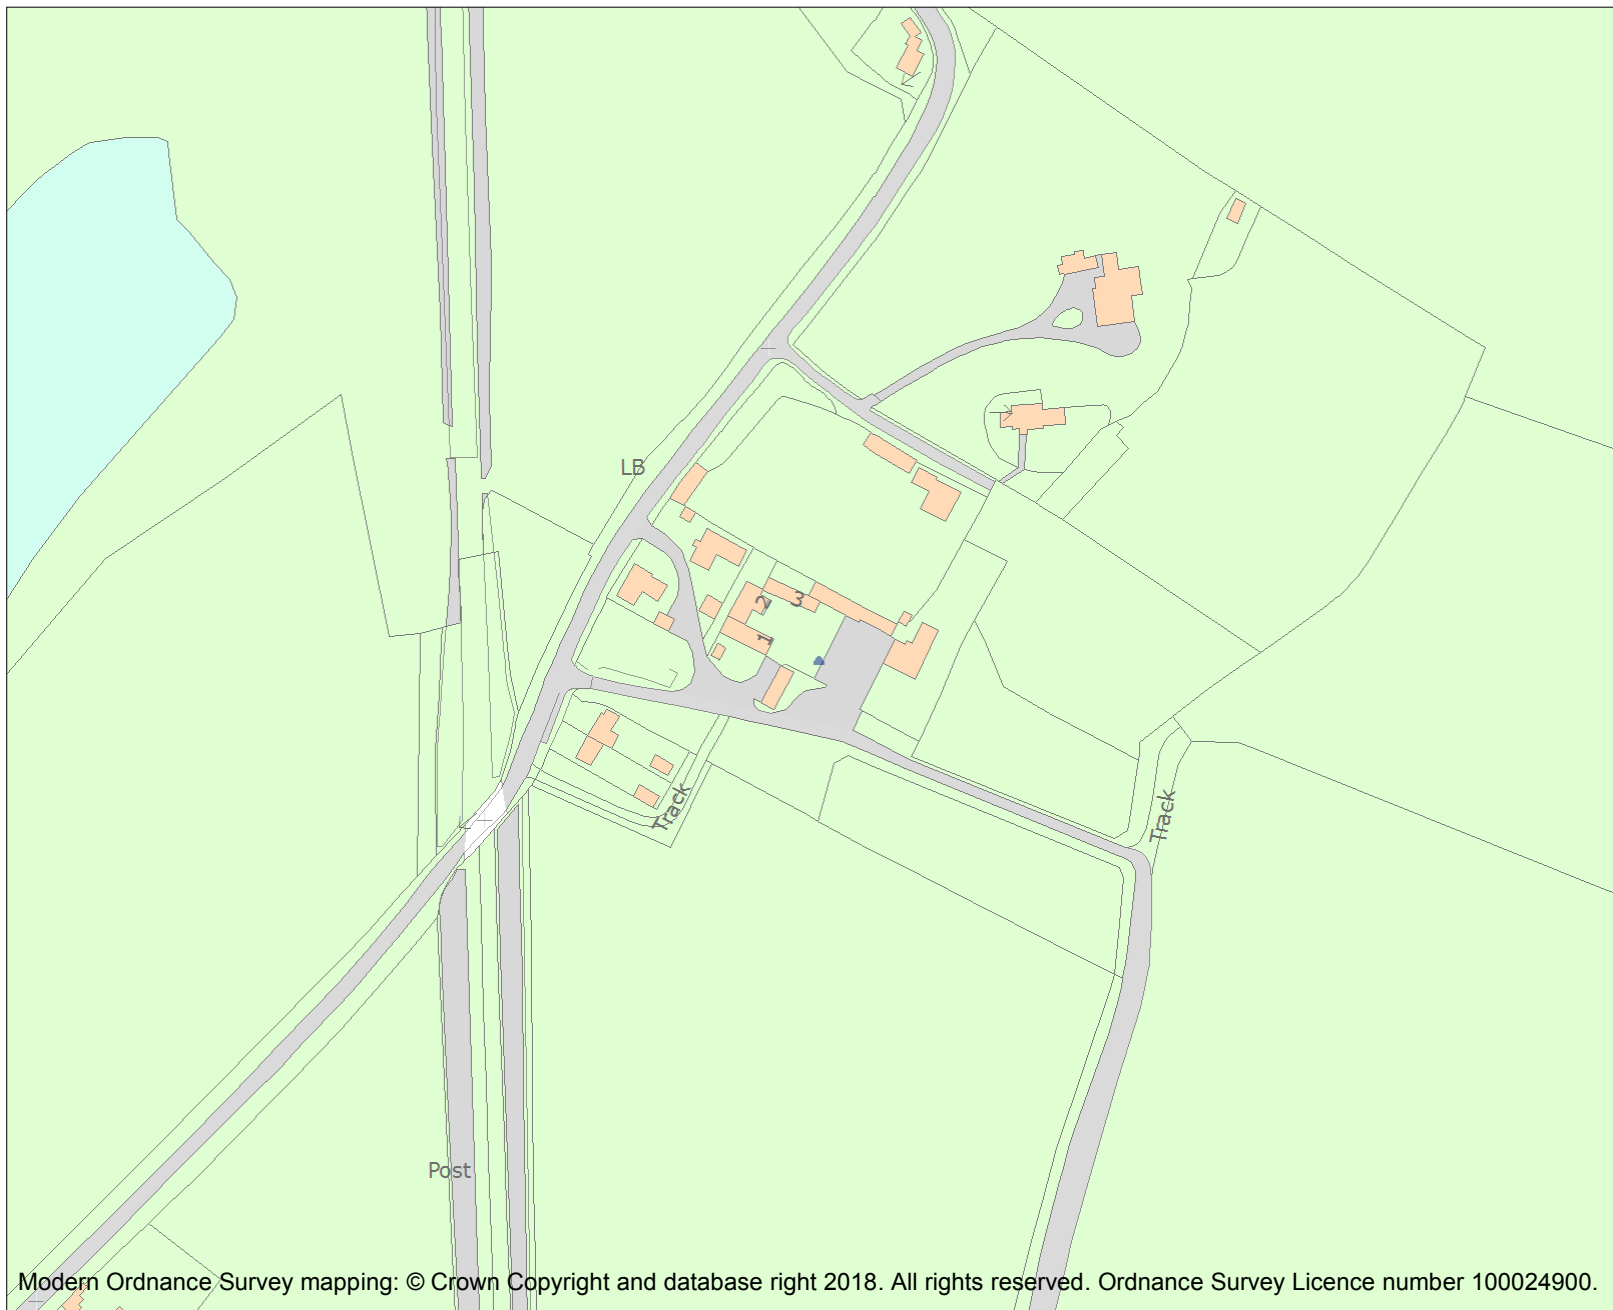 LB
2
3
1
Track
Track
Post
Modern Ordnance Survey mapping: © Crown Copyright and database right 2018. All rights reserved. Ordnance Survey Licence number 100024900.